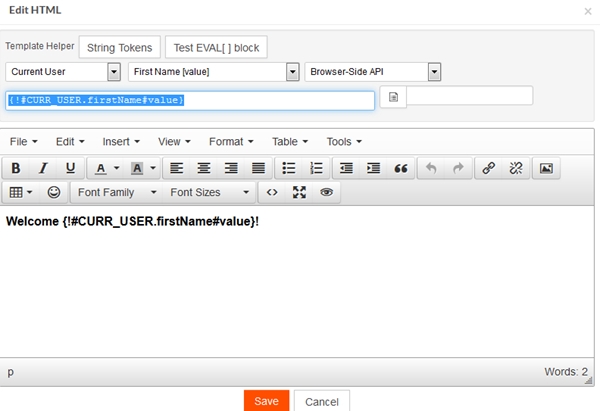 Edit HTML ×
Template Helper String Tokens Test EVAL[ ] block
Current User First Name [value] Browser-Side API
{!#CURR_USER.firstName#value}
File Edit Insert View Format Table Tools
B I U A A
Font Family Font Sizes
Welcome {!#CURR_USER.firstName#value}!
p Words: 2
Save Cancel